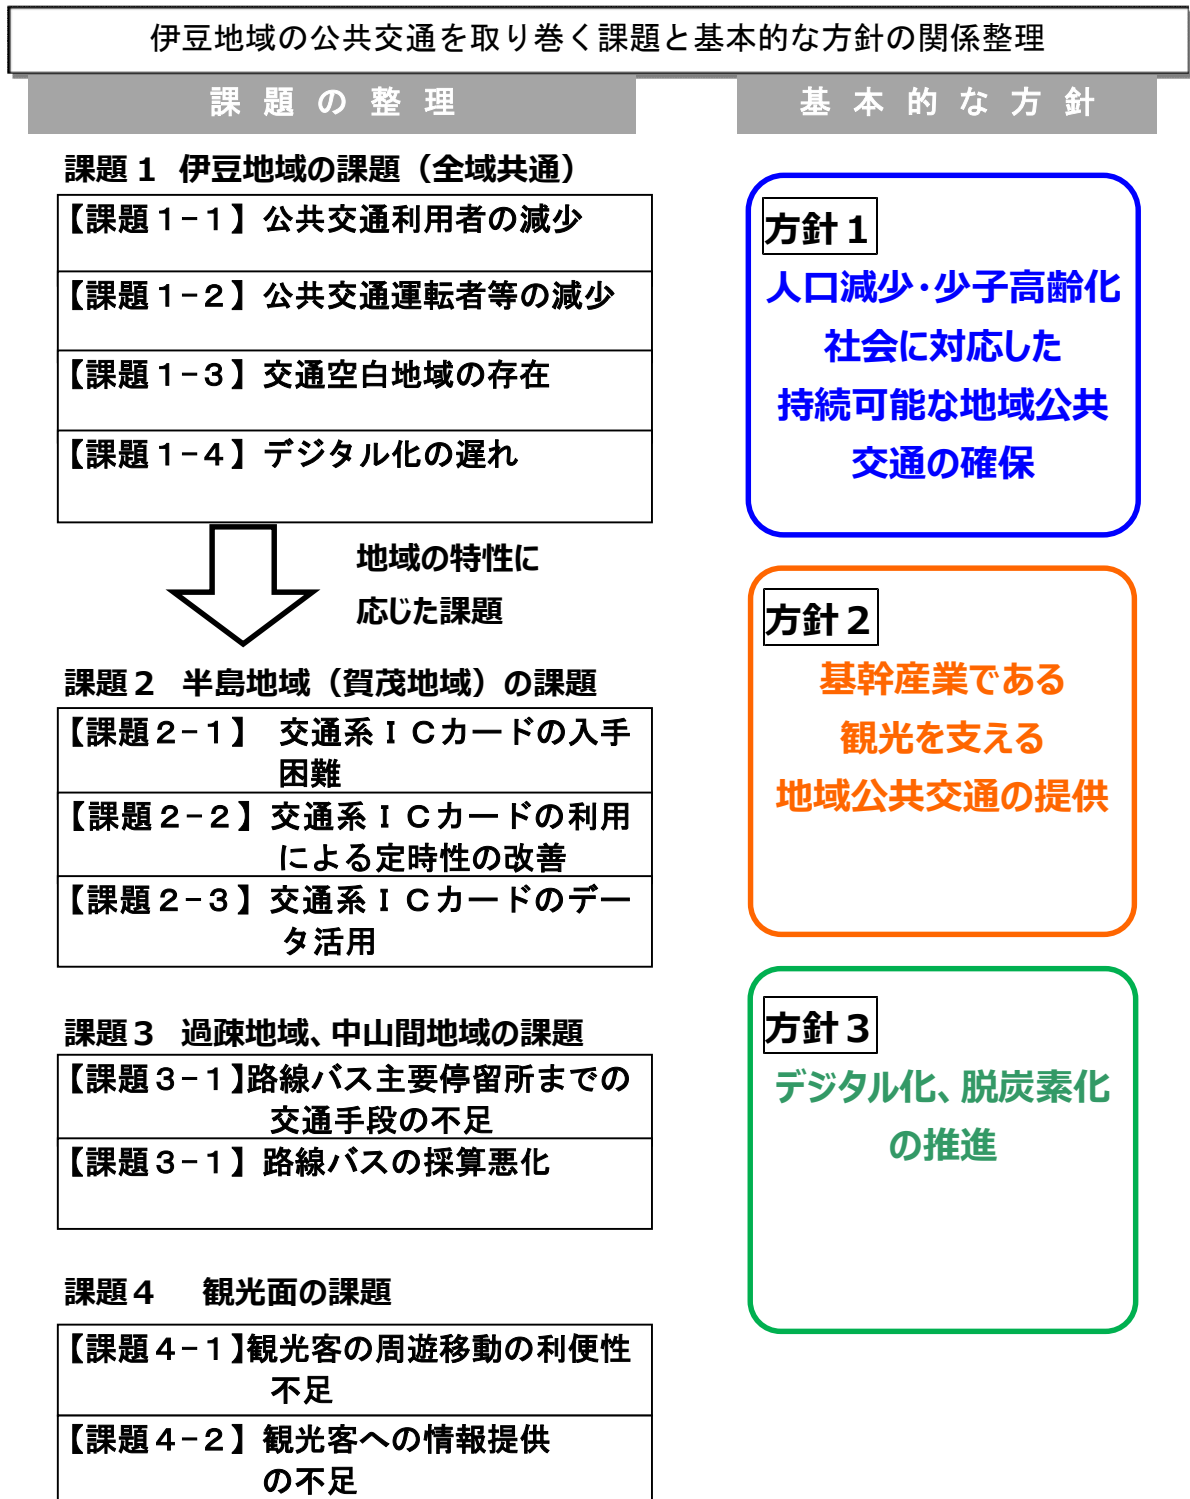 伊豆地域の公共交通を取り巻く課題と基本的な方針の関係整理
課題の整理
課題１ 伊豆地域の課題（全域共通）
【課題１－１】公共交通利用者の減少
【課題１－２】公共交通運転者等の減少
【課題１－３】交通空白地域の存在
【課題１－４】デジタル化の遅れ
地域の特性に
応じた課題
課題２ 半島地域（賀茂地域）の課題
【課題２－１】 交通系ＩＣカードの入手
困難
【課題２－２】交通系ＩＣカードの利用
による定時性の改善
【課題２－３】交通系ＩＣカードのデー
タ活用
課題３ 過疎地域、中山間地域の課題
【課題３－１】路線バス主要停留所までの
交通手段の不足
【課題３－１】路線バスの採算悪化
課題４ 観光面の課題
【課題４－１】観光客の周遊移動の利便性
不足
【課題４－２】観光客への情報提供
の不足
基本的な方針
方針１
人口減少・少子高齢化
社会に対応した
持続可能な地域公共
交通の確保
方針２
基幹産業である
観光を支える
地域公共交通の提供
方針３
デジタル化、脱炭素化
の推進